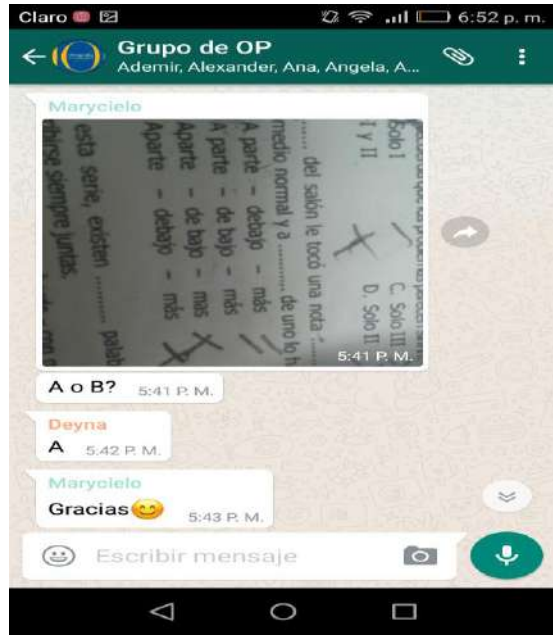 Claro 6:52 p. m.
Grupo de OP
Ademir, Alexander, Ana, Angela, A...
Marycielo
Solo I C. Solo III
I y II D. Solo II
........ del salón le tocó una nota
medio normal y a .......... de uno lo h
A parte - debajo - más
A parte - de bajo - más
Aparte - de bajo - mas
Aparte - debajo - más
esta serie, existen .......... palab
birse siempre juntas.
5:41 P. M.
A o B? 5:41 P. M.
Deyna
A 5:42 P. M.
Marycielo
Gracias😊 5:43 P. M.
Escribir mensaje